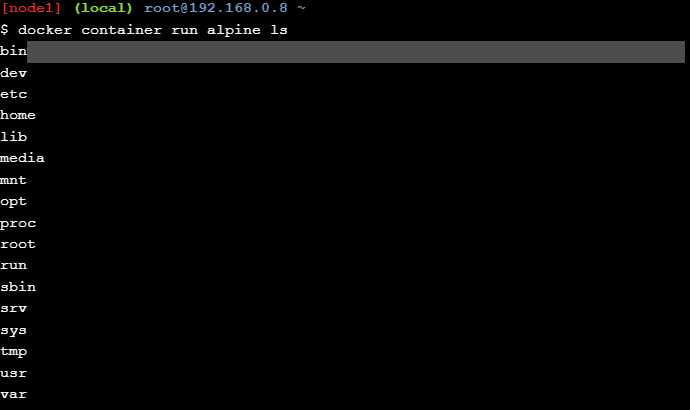 [node1] (local) root@192.168.0.8 ~
$ docker container run alpine ls
bin
dev
etc
home
lib
media
mnt
opt
proc
root
run
sbin
srv
sys
tmp
usr
var